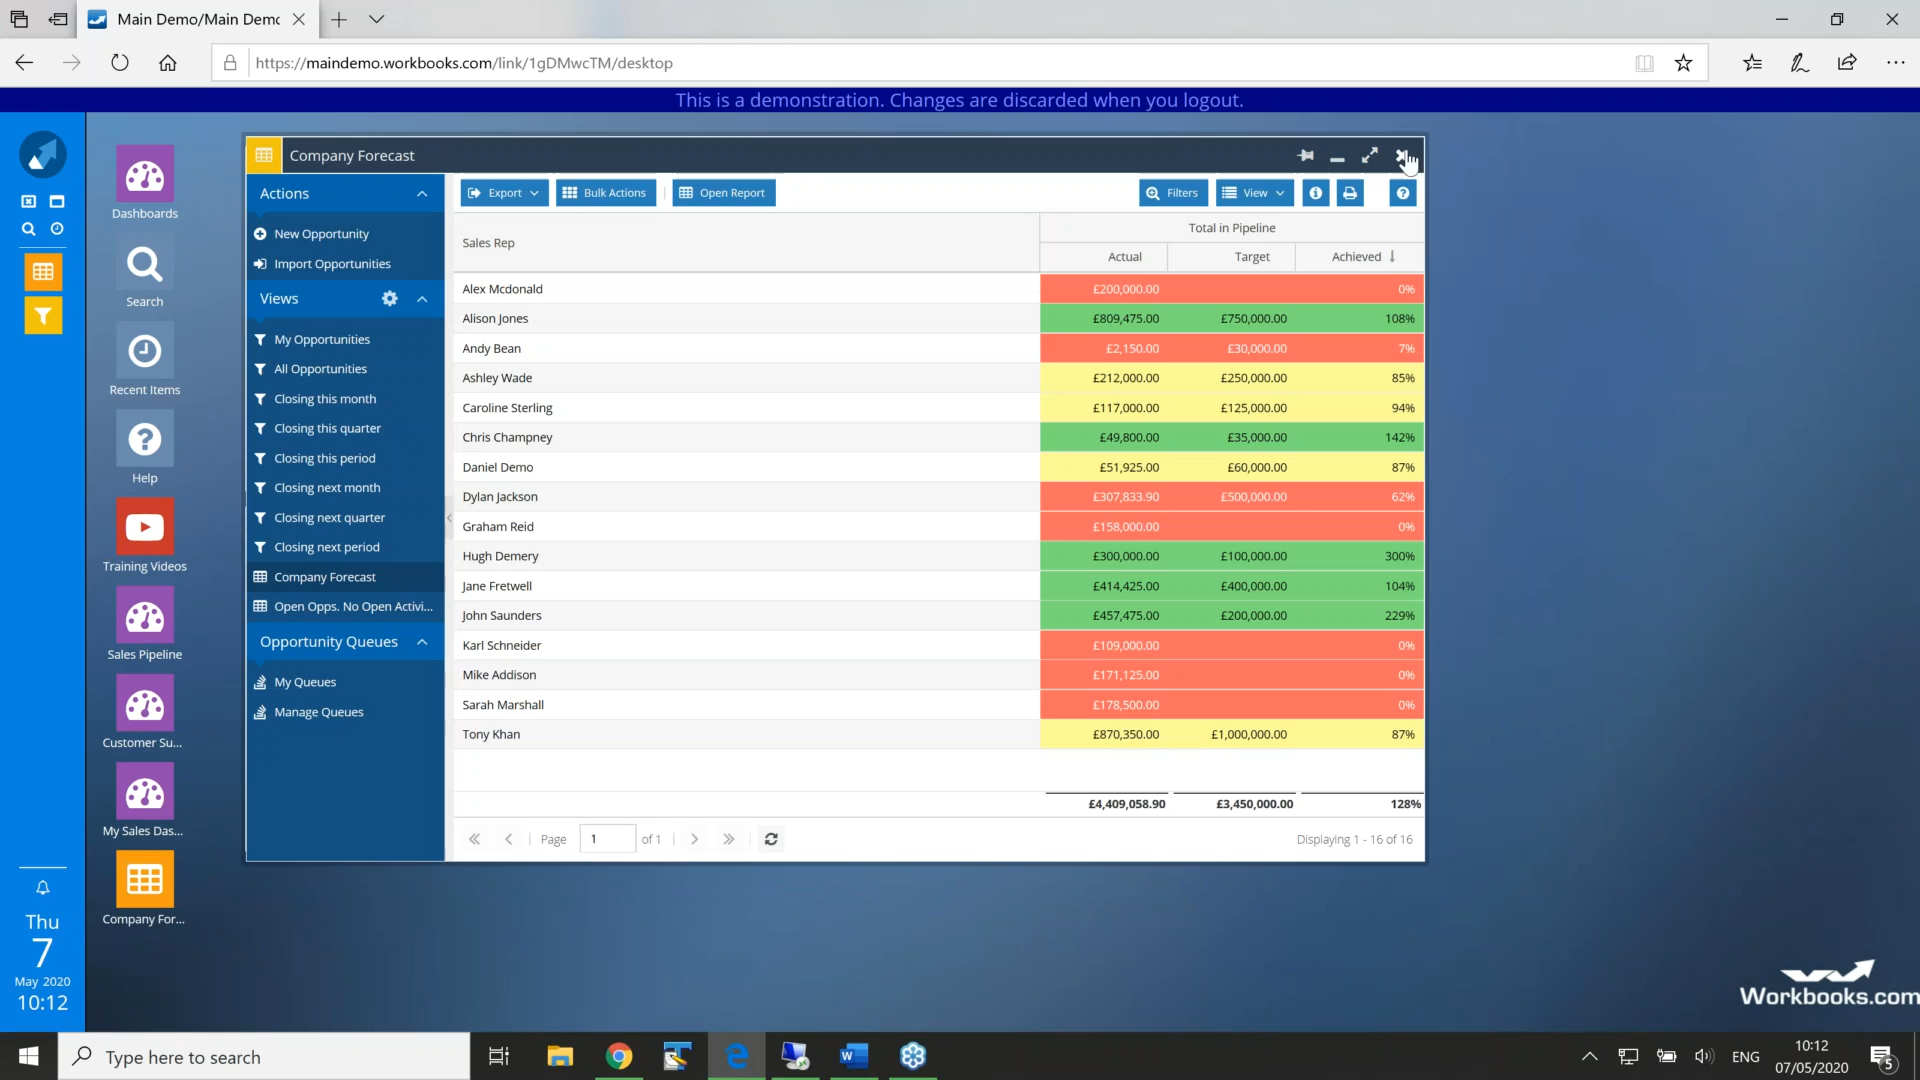 Main Demo/Main Demo
https://maindemo.workbooks.com/link/1gDMwcTM/desktop
This is a demonstration. Changes are discarded when you logout.
Company Forecast
Dashboards
Search
Recent Items
Help
Training Videos
Sales Pipeline
Customer Su...
My Sales Das...
Company For...
Actions
New Opportunity
Import Opportunities
Views
My Opportunities
All Opportunities
Closing this month
Closing this quarter
Closing this period
Closing next month
Closing next quarter
Closing next period
Company Forecast
Open Opps. No Open Activi...
Opportunity Queues
My Queues
Manage Queues
Export Bulk Actions Open Report Filters View
Total in Pipeline
Sales Rep Actual Target Achieved
Alex Mcdonald £200,000.00 0%
Alison Jones £809,475.00 £750,000.00 108%
Andy Bean £2,150.00 £30,000.00 7%
Ashley Wade £212,000.00 £250,000.00 85%
Caroline Sterling £117,000.00 £125,000.00 94%
Chris Champney £49,800.00 £35,000.00 142%
Daniel Demo £51,925.00 £60,000.00 87%
Dylan Jackson £307,833.90 £500,000.00 62%
Graham Reid £158,000.00 0%
Hugh Demery £300,000.00 £100,000.00 300%
Jane Fretwell £414,425.00 £400,000.00 104%
John Saunders £457,475.00 £200,000.00 229%
Karl Schneider £109,000.00 0%
Mike Addison £171,125.00 0%
Sarah Marshall £178,500.00 0%
Tony Khan £870,350.00 £1,000,000.00 87%
£4,409,058.90 £3,450,000.00 128%
Page 1 of 1 Displaying 1 - 16 of 16
Thu
7
May 2020
10:12
Workbooks.com
Type here to search
ENG
10:12
07/05/2020
5